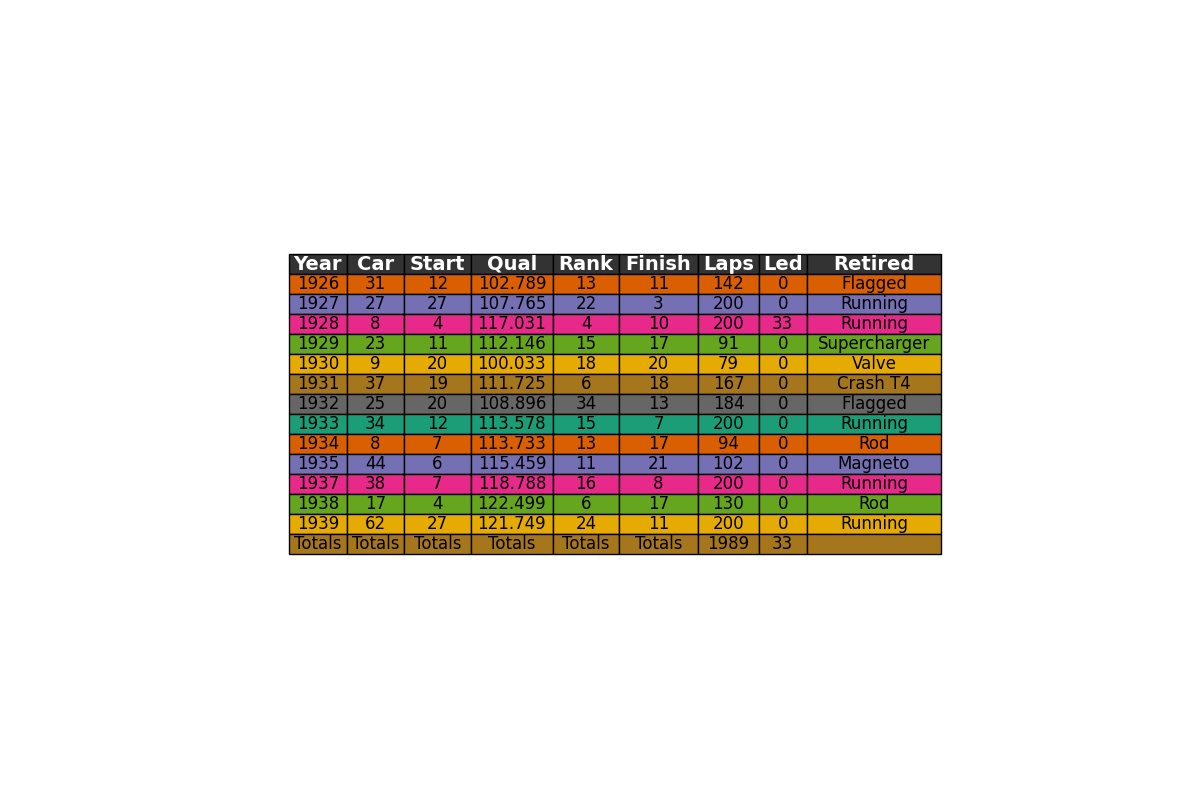 Year Car Start Qual Rank Finish Laps Led Retired
1926 31 12 102.789 13 11 142 0 Flagged
1927 27 27 107.765 22 3 200 0 Running
1928 8 4 117.031 4 10 200 33 Running
1929 23 11 112.146 15 17 91 0 Supercharger
1930 9 20 100.033 18 20 79 0 Valve
1931 37 19 111.725 6 18 167 0 Crash T4
1932 25 20 108.896 34 13 184 0 Flagged
1933 34 12 113.578 15 7 200 0 Running
1934 8 7 113.733 13 17 94 0 Rod
1935 44 6 115.459 11 21 102 0 Magneto
1937 38 7 118.788 16 8 200 0 Running
1938 17 4 122.499 6 17 130 0 Rod
1939 62 27 121.749 24 11 200 0 Running
Totals Totals Totals Totals Totals Totals 1989 33